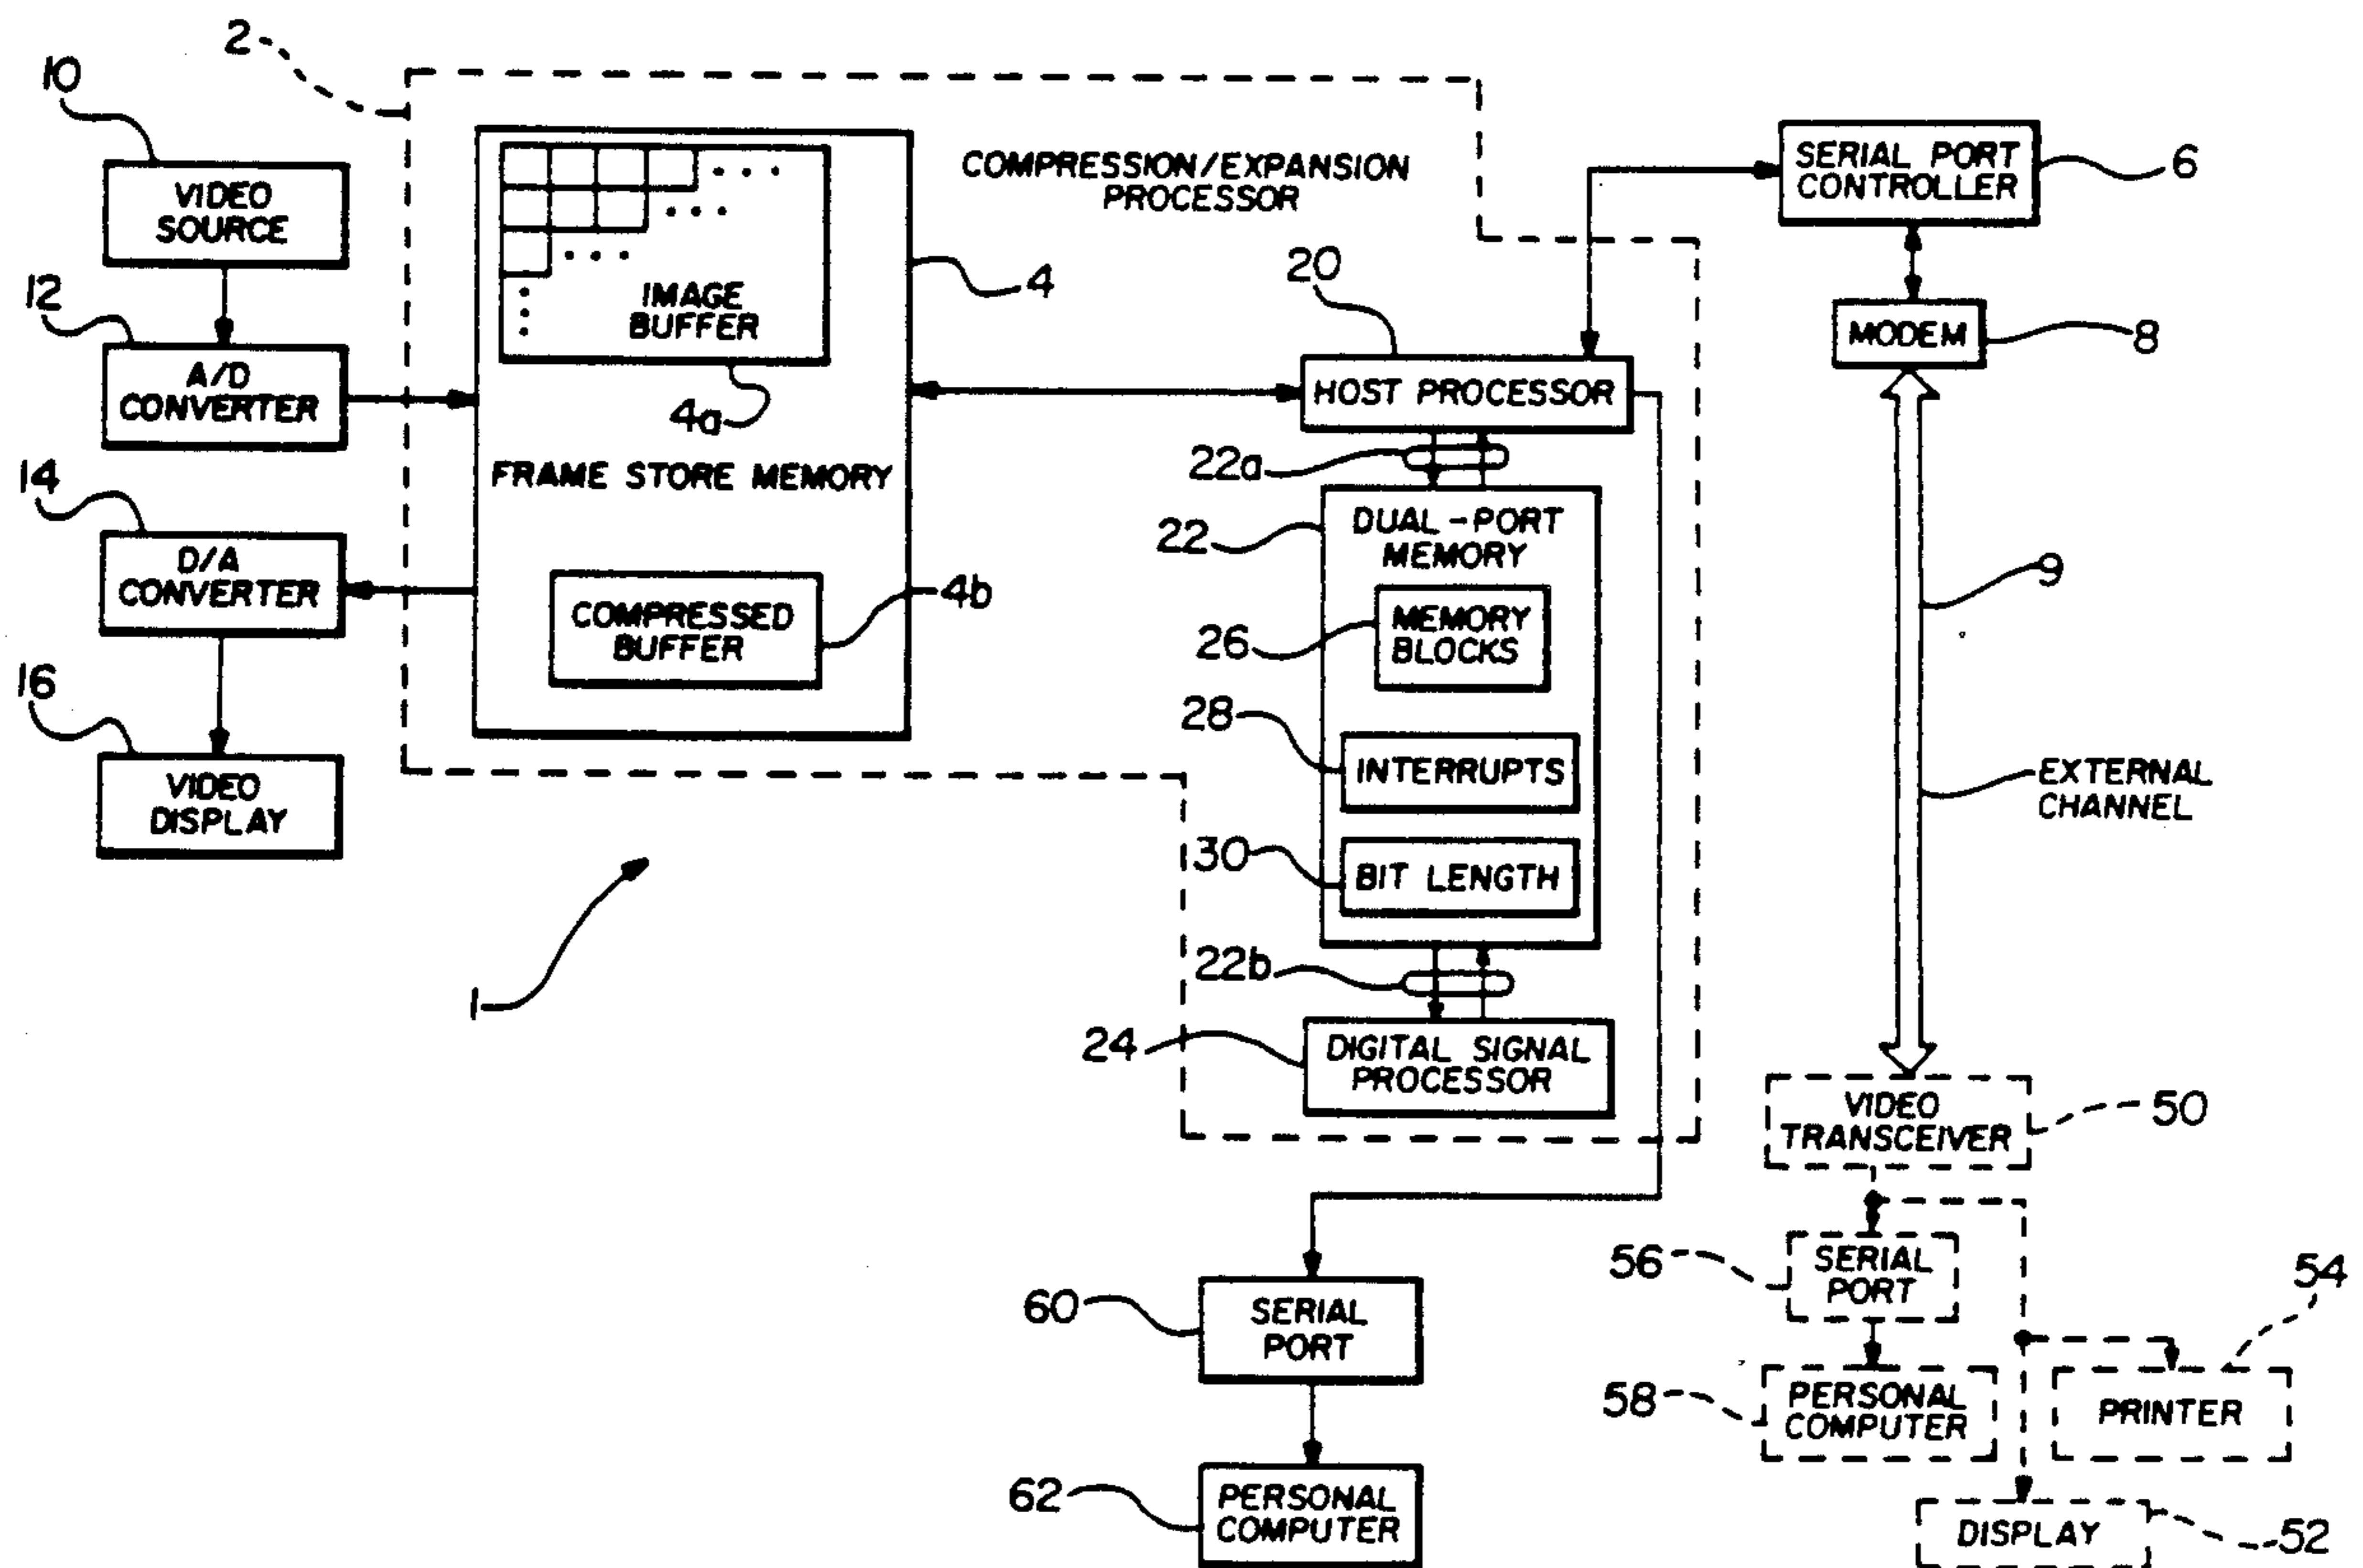 2
10
VIDEO
SOURCE
12
A/D
CONVERTER
14
D/A
CONVERTER
16
VIDEO
DISPLAY
IMAGE
BUFFER
4a
FRAME STORE MEMORY
COMPRESSED
BUFFER
4b
4
COMPRESSION/EXPANSION
PROCESSOR
20
HOST PROCESSOR
22a
22
DUAL-PORT
MEMORY
26
MEMORY
BLOCKS
28
INTERRUPTS
30
BIT LENGTH
22b
24
DIGITAL SIGNAL
PROCESSOR
1
60
SERIAL
PORT
62
PERSONAL
COMPUTER
SERIAL PORT
CONTROLLER
6
MODEM
8
9
EXTERNAL
CHANNEL
VIDEO
TRANSCEIVER
50
56
SERIAL
PORT
54
58
PERSONAL
COMPUTER
PRINTER
DISPLAY
52